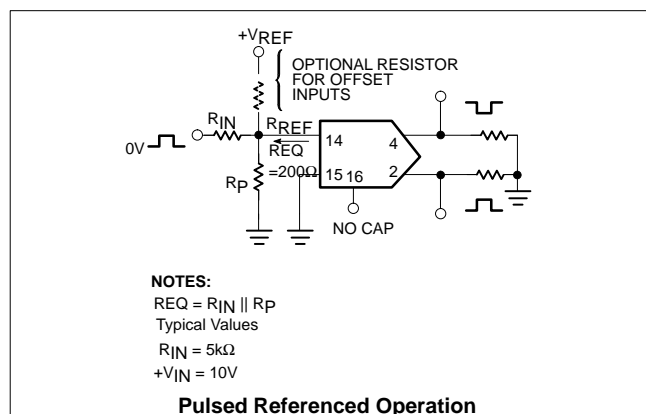 +VREF
OPTIONAL RESISTOR
FOR OFFSET
INPUTS
RIN
RREF
0V
REQ
=200Ω
RP
14
15
16
4
2
NO CAP
NOTES:
REQ = RIN || RP
Typical Values
RIN = 5kΩ
+VIN = 10V
Pulsed Referenced Operation